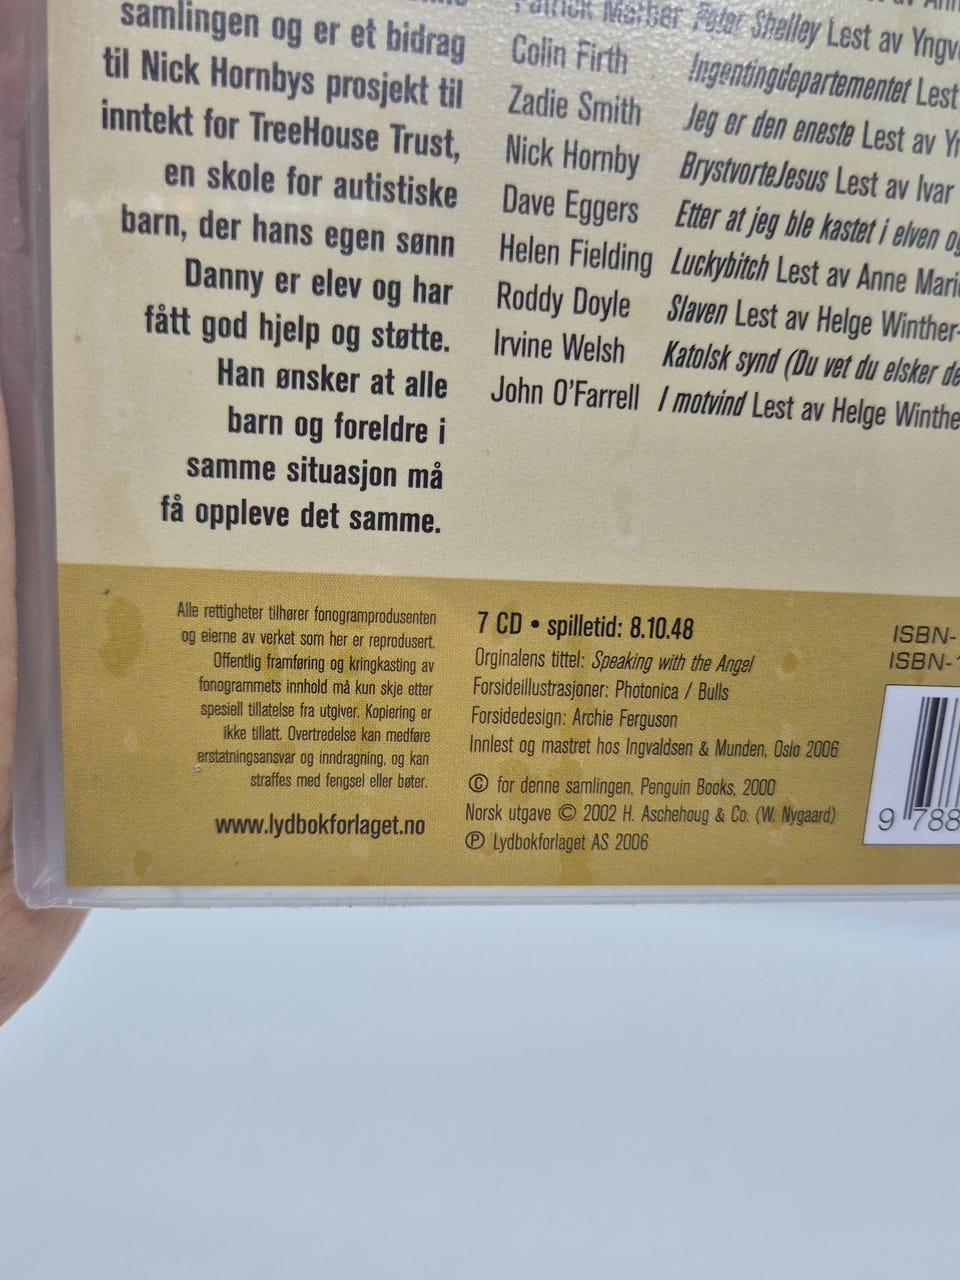 samlingen og er et bidrag
til Nick Hornbys prosjekt til
inntekt for TreeHouse Trust,
en skole for autistiske
barn, der hans egen sønn
Danny er elev og har
fått god hjelp og støtte.
Han ønsker at alle
barn og foreldre i
samme situasjon må
få oppleve det samme.
Patrick Marber Peter Shelley Lest av
Colin Firth Ingentingdepartementet Lest
Zadie Smith Jeg er den eneste Lest av
Nick Hornby BrystvorteJesus Lest av Ivar
Dave Eggers Etter at jeg ble kastet i elven
Helen Fielding Luckybitch Lest av Anne
Roddy Doyle Slaven Lest av Helge Winther-
Irvine Welsh Katolsk synd (Du vet du elsker
John O'Farrell I motvind Lest av Helge
Alle rettigheter tilhører fonogramprodusenten
og eierne av verket som her er reprodusert.
Offentlig framføring og kringkasting av
fonogrammets innhold må kun skje etter
spesiell tillatelse fra utgiver. Kopiering er
ikke tillatt. Overtredelse kan medføre
erstatningsansvar og inndragning, og kan
straffes med fengsel eller bøter.
www.lydbokforlaget.no
7 CD • spilletid: 8.10.48
Orginalens tittel: Speaking with the Angel
Forsideillustrasjoner: Photonica / Bulls
Forsidedesign: Archie Ferguson
Innlest og mastret hos Ingvaldsen & Munden, Oslo 2006
© for denne samlingen, Penguin Books, 2000
Norsk utgave © 2002 H. Aschehoug & Co. (W. Nygaard)
℗ Lydbokforlaget AS 2006
ISBN-
ISBN-
9 788